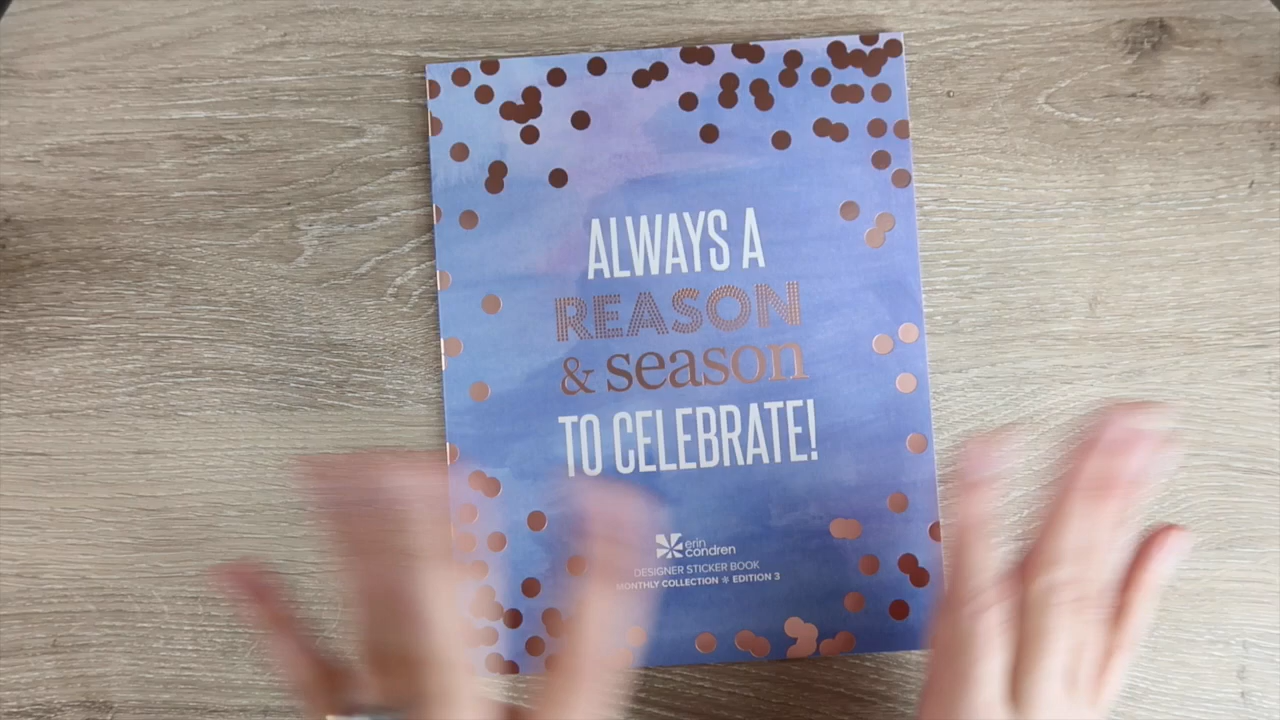 ALWAYS A
REASON
& season
TO CELEBRATE!
erin
condren
DESIGNER STICKER BOOK
MONTHLY COLLECTION ✻ EDITION 3